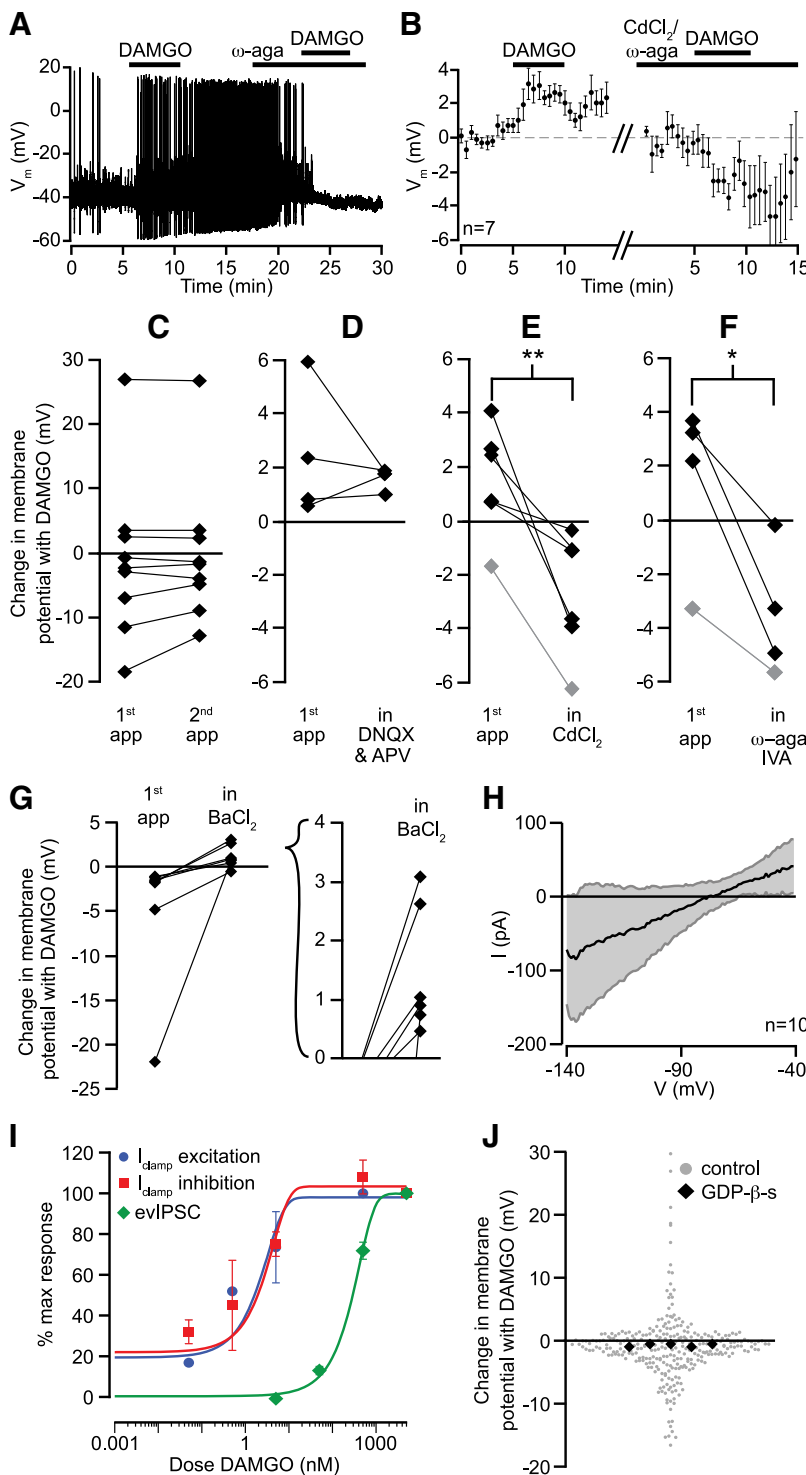 A
DAMGO
ω-aga
DAMGO
20
0
-20
-40
-60
Vm (mV)
0
5
10
15
20
25
30
Time (min)
B
CdCl2/
ω-aga
DAMGO
DAMGO
4
2
0
2
4
6
Vm (mV)
n=7
0
5
10
0
5
10
15
Time (min)
C
Change in membrane
potential with DAMGO (mV)
30
20
10
0
-10
-20
1st
app
2nd
app
D
6
4
2
0
-2
-4
-6
1st
app
in
DNQX
& APV
E
**
6
4
2
0
-2
-4
-6
1st
app
in
CdCl2
F
*
6
4
2
0
-2
-4
-6
1st
app
in
ω–aga
IVA
G
Change in membrane
potential with DAMGO (mV)
1st
app
in
BaCl2
5
0
-5
-10
-15
-20
-25
in
BaCl2
4
3
2
1
0
H
I (pA)
100
0
-100
-200
n=10
-140
-90
-40
V (mV)
I
Iclamp excitation
Iclamp inhibition
evIPSC
% max response
120
100
80
60
40
20
0
0.001
1
1000
Dose DAMGO (nM)
J
Change in membrane
potential with DAMGO (mV)
30
20
10
0
-10
-20
control
GDP-β-s